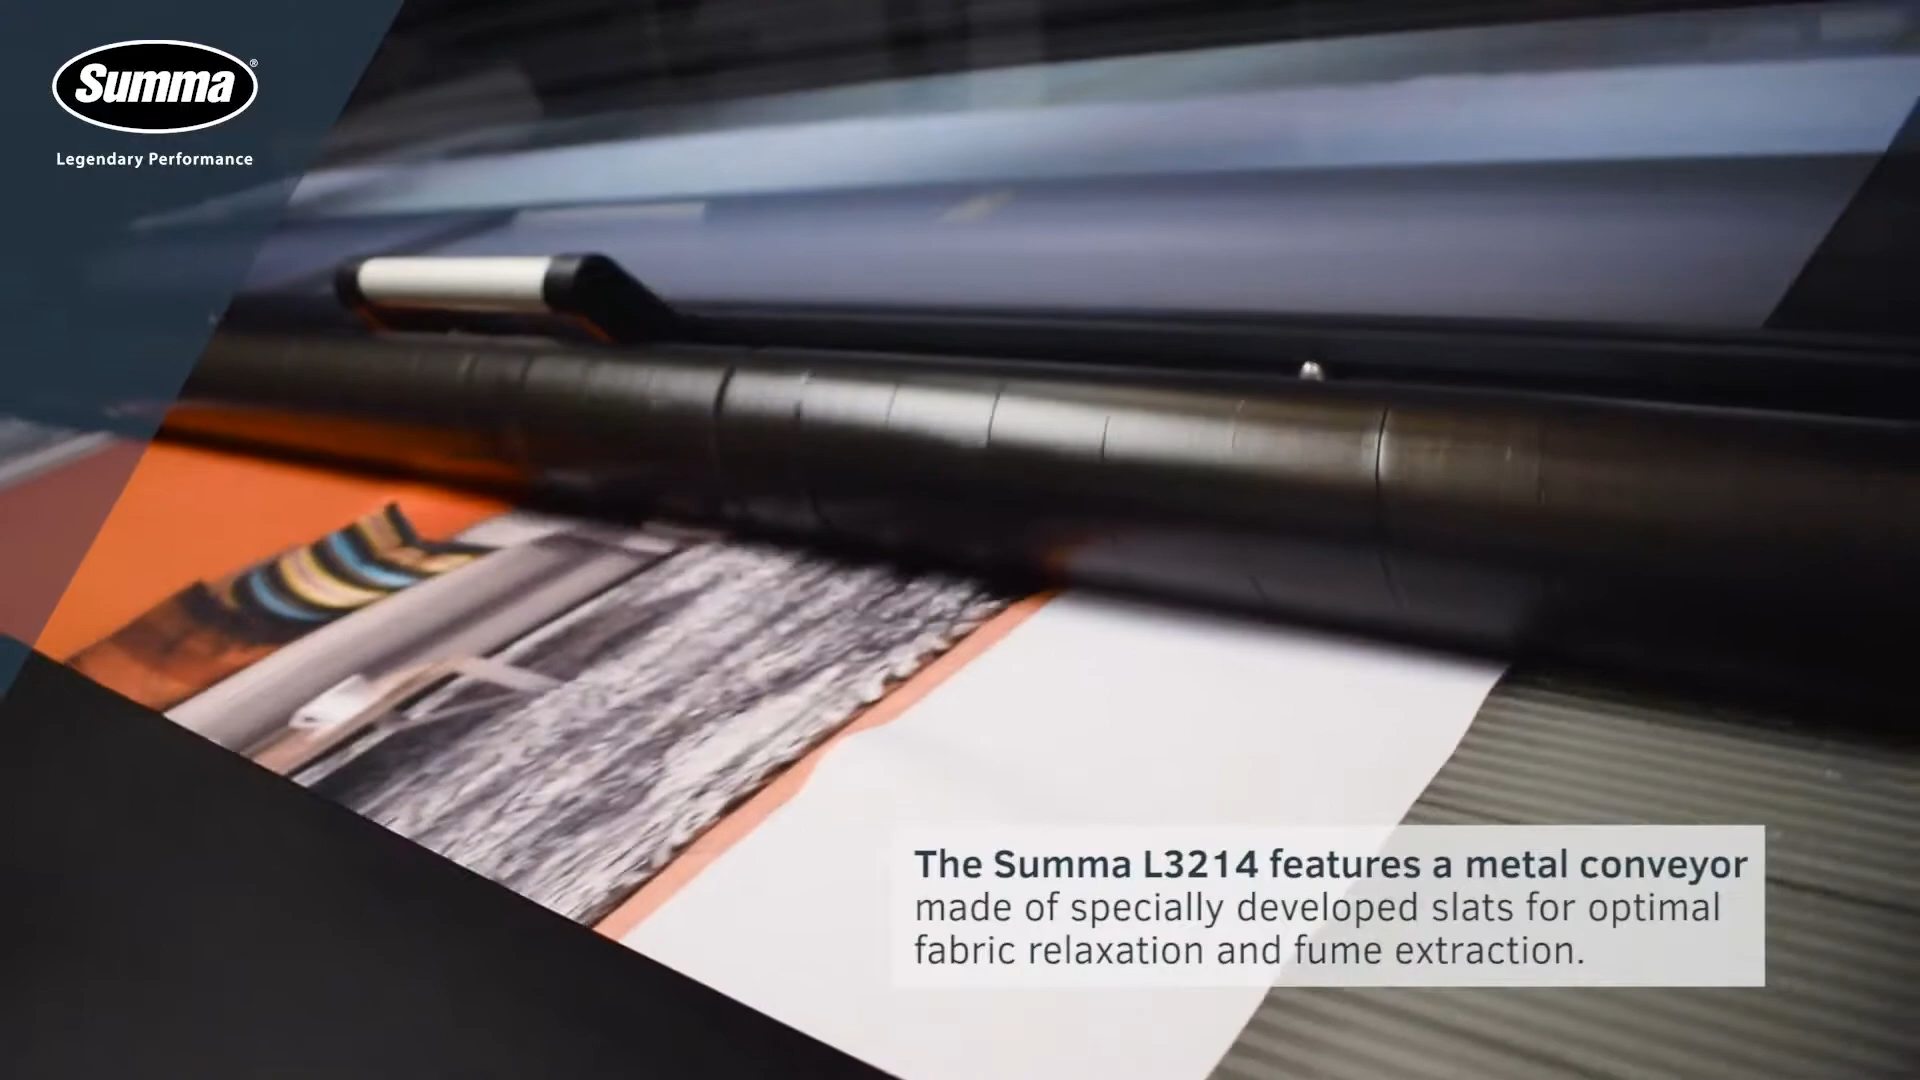 Summa®
Legendary Performance
The Summa L3214 features a metal conveyor
made of specially developed slats for optimal
fabric relaxation and fume extraction.